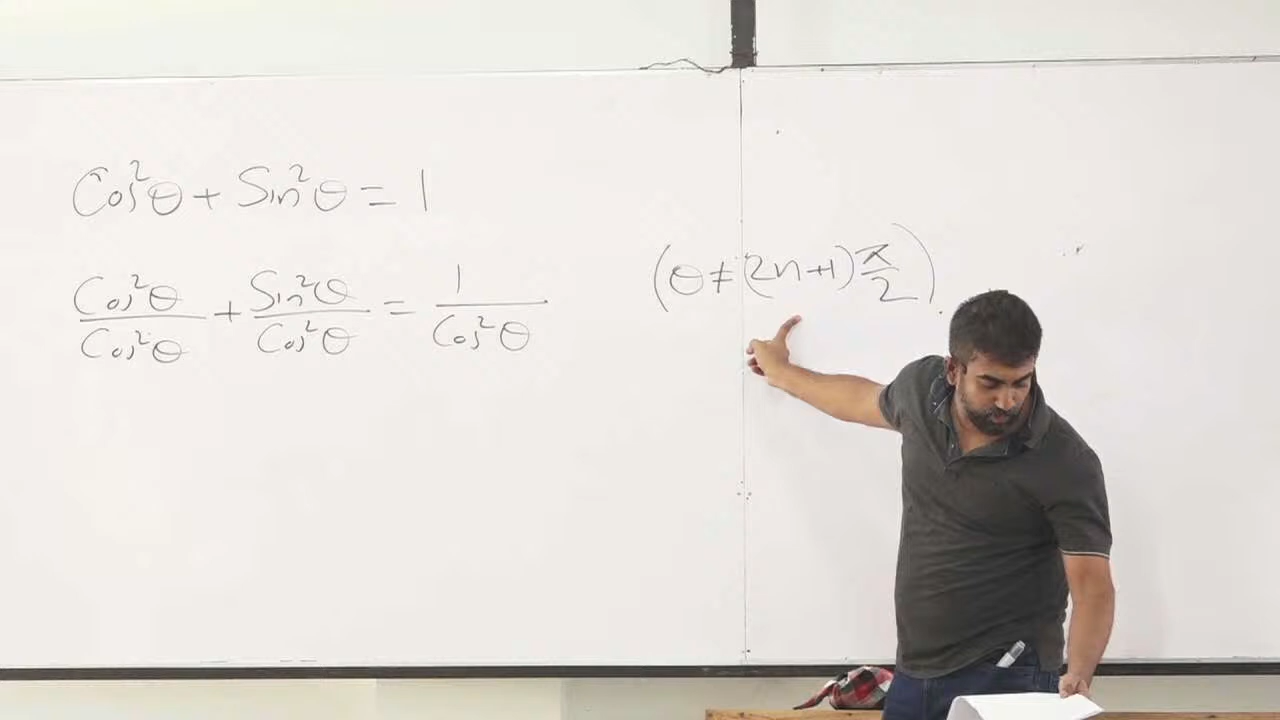 Cos²θ + Sin²θ = 1
Cos²θ/Cos²θ + Sin²θ/Cos²θ = 1/Cos²θ (θ ≠ (2n+1) π/2)